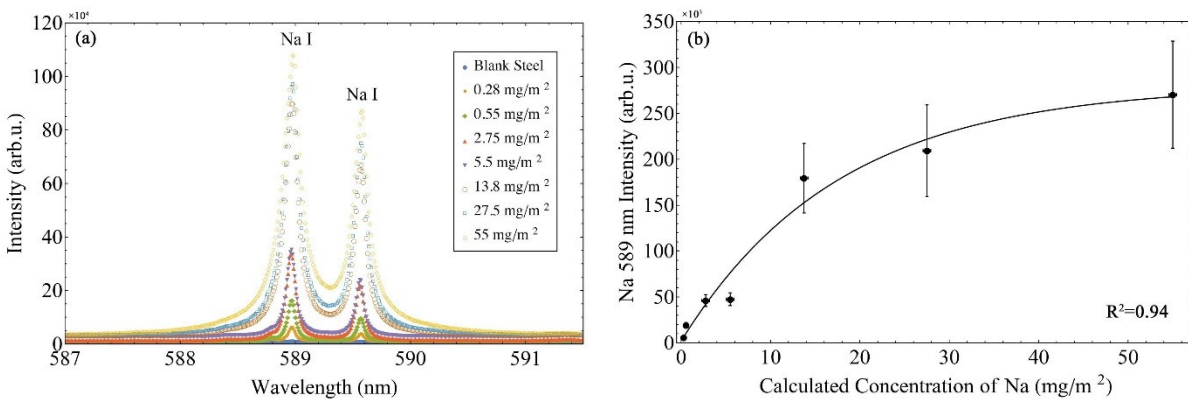 (a)
×10⁴
120
100
80
60
40
20
0
Intensity (arb.u.)
587
588
589
590
591
Wavelength (nm)
Na I
Na I
Blank Steel
0.28 mg/m ²
0.55 mg/m ²
2.75 mg/m ²
5.5 mg/m ²
13.8 mg/m ²
27.5 mg/m ²
55 mg/m ²
(b)
×10³
350
300
250
200
150
100
50
0
Na 589 nm Intensity (arb.u.)
0
10
20
30
40
50
Calculated Concentration of Na (mg/m ²)
R²=0.94